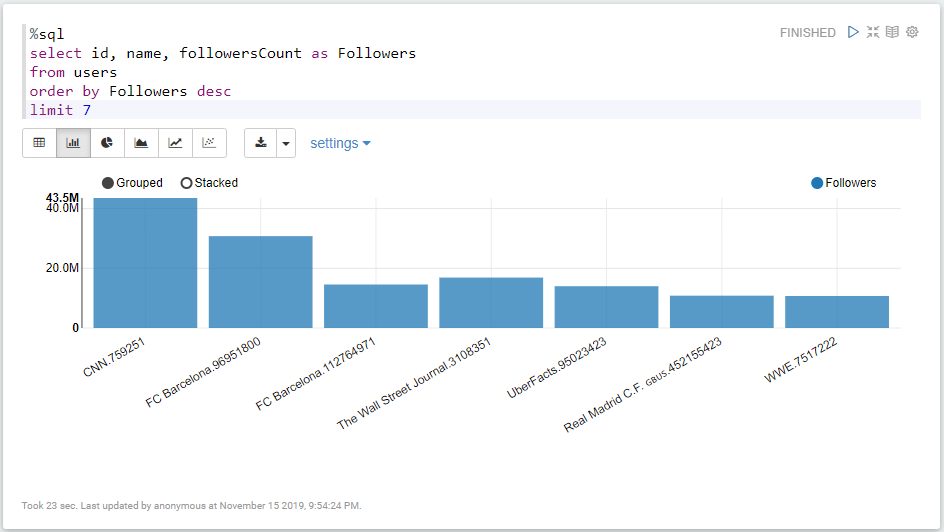 %sql
FINISHED
select id, name, followersCount as Followers
from users
order by Followers desc
limit 7
settings
Grouped Stacked
Followers
43.5M
40.0M
20.0M
0
CNN.759251
FC Barcelona.96951800
FC Barcelona.112764971
The Wall Street Journal.3108351
UberFacts.95023423
Real Madrid C.F. 🇬🇧🇺🇸.452155423
WWE.7517222
Took 23 sec. Last updated by anonymous at November 15 2019, 9:54:24 PM.